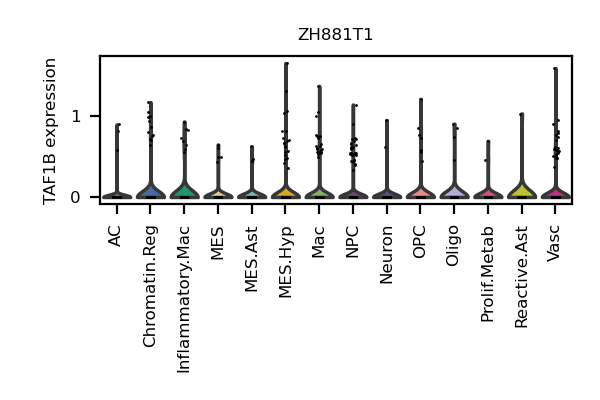 ZH881T1
TAF1B expression
1
0
AC
Chromatin.Reg
Inflammatory.Mac
MES
MES.Ast
MES.Hyp
Mac
NPC
Neuron
OPC
Oligo
Prolif.Metab
Reactive.Ast
Vasc